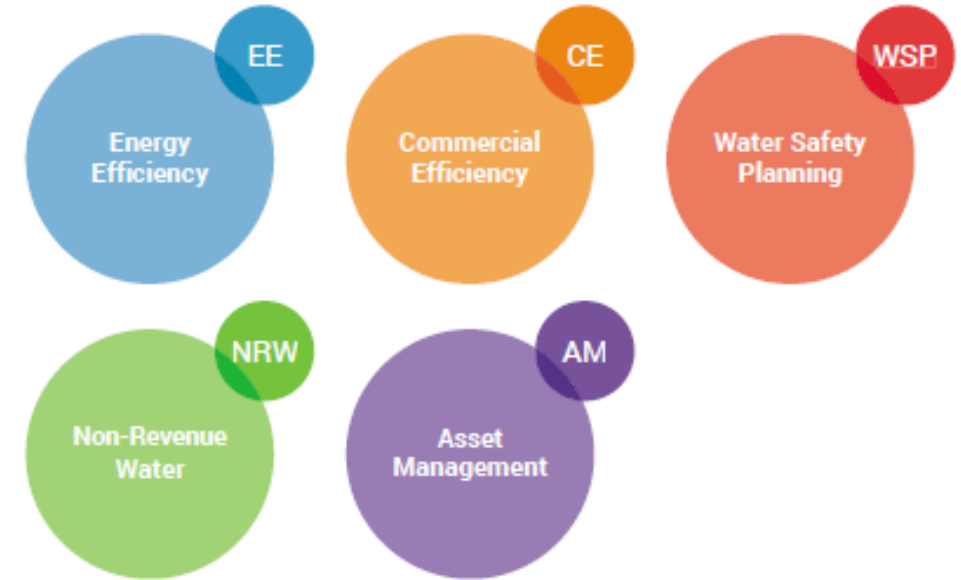 EE
Energy
Efficiency
CE
Commercial
Efficiency
WSP
Water Safety
Planning
NRW
Non-Revenue
Water
AM
Asset
Management